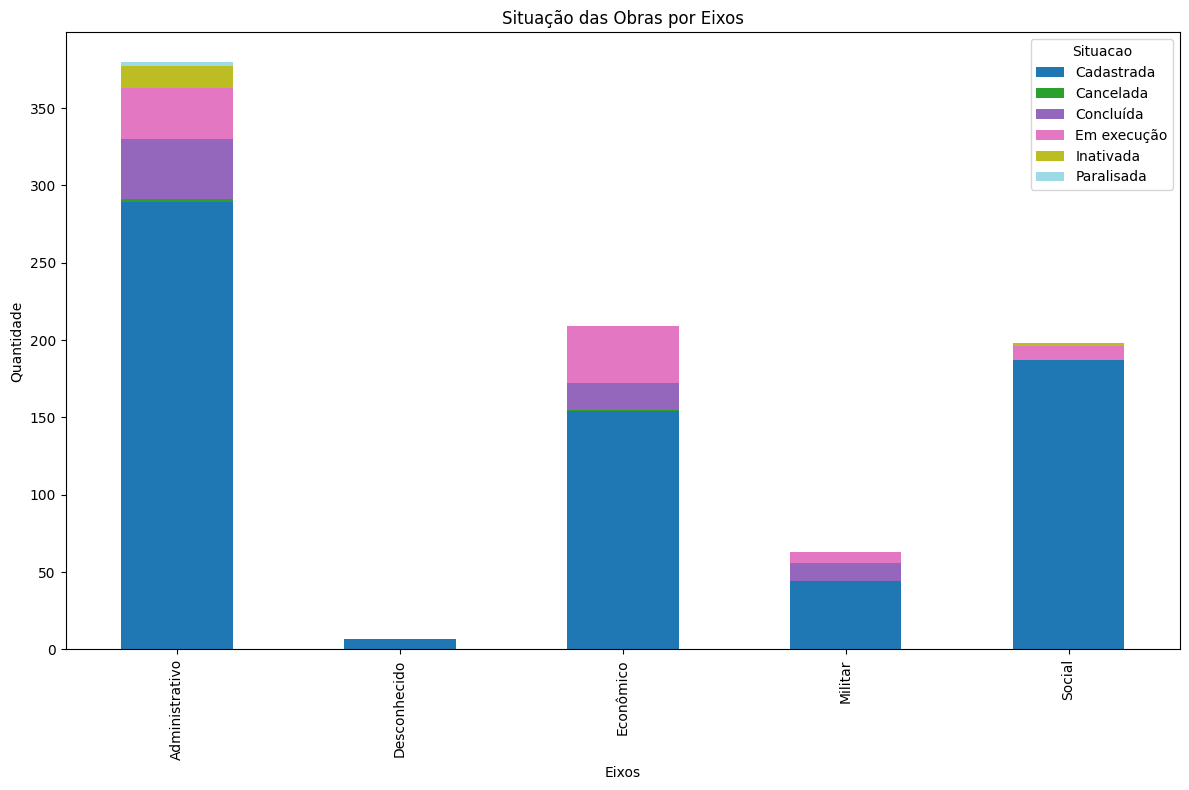 Situação das Obras por Eixos
Situacao
Cadastrada
Cancelada
Concluída
Em execução
Inativada
Paralisada
Quantidade
350
300
250
200
150
100
50
0
Administrativo
Desconhecido
Econômico
Militar
Social
Eixos